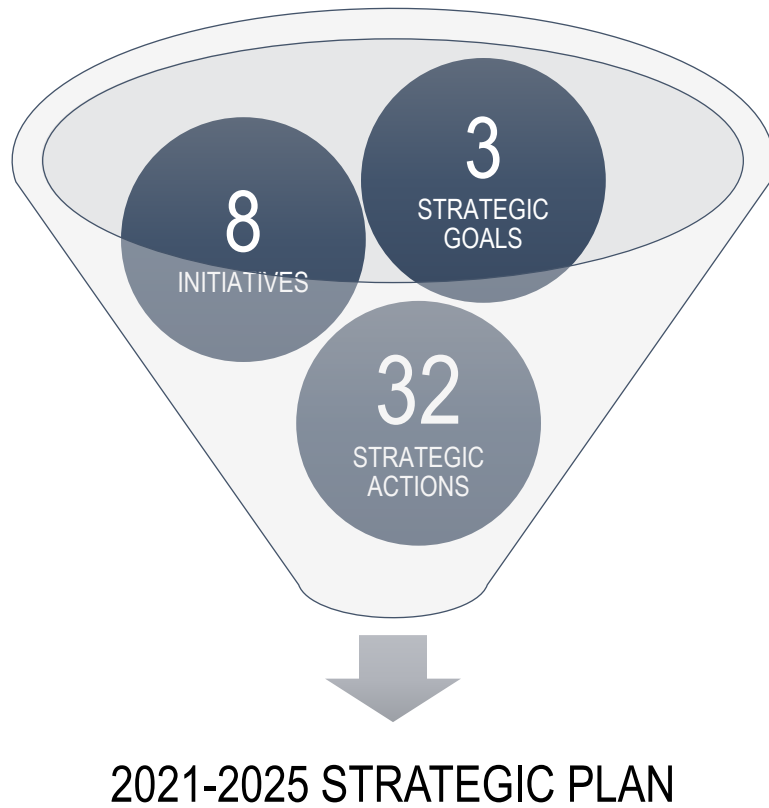 3
STRATEGIC
GOALS
8
INITIATIVES
32
STRATEGIC
ACTIONS
2021-2025 STRATEGIC PLAN